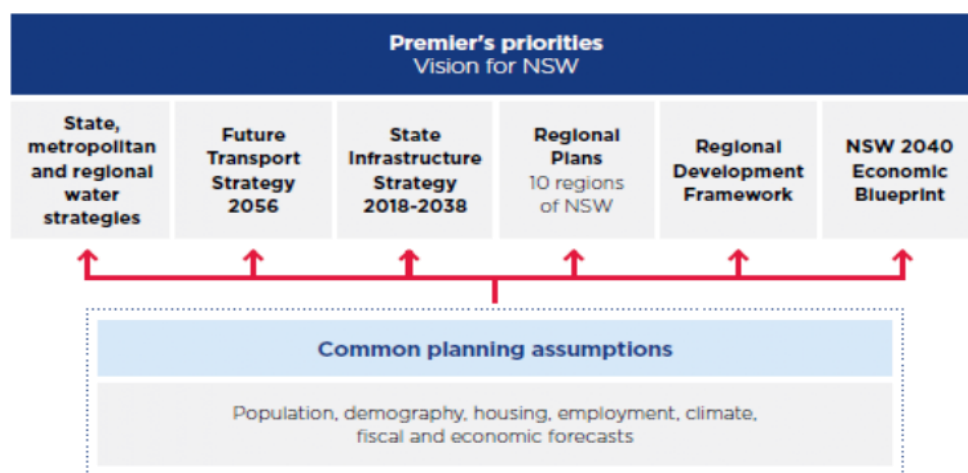 Premier's priorities
Vision for NSW
State,
metropolitan
and regional
water
strategies
Future
Transport
Strategy
2056
State
Infrastructure
Strategy
2018-2038
Regional
Plans
10 regions
of NSW
Regional
Development
Framework
NSW 2040
Economic
Blueprint
Common planning assumptions
Population, demography, housing, employment, climate,
fiscal and economic forecasts